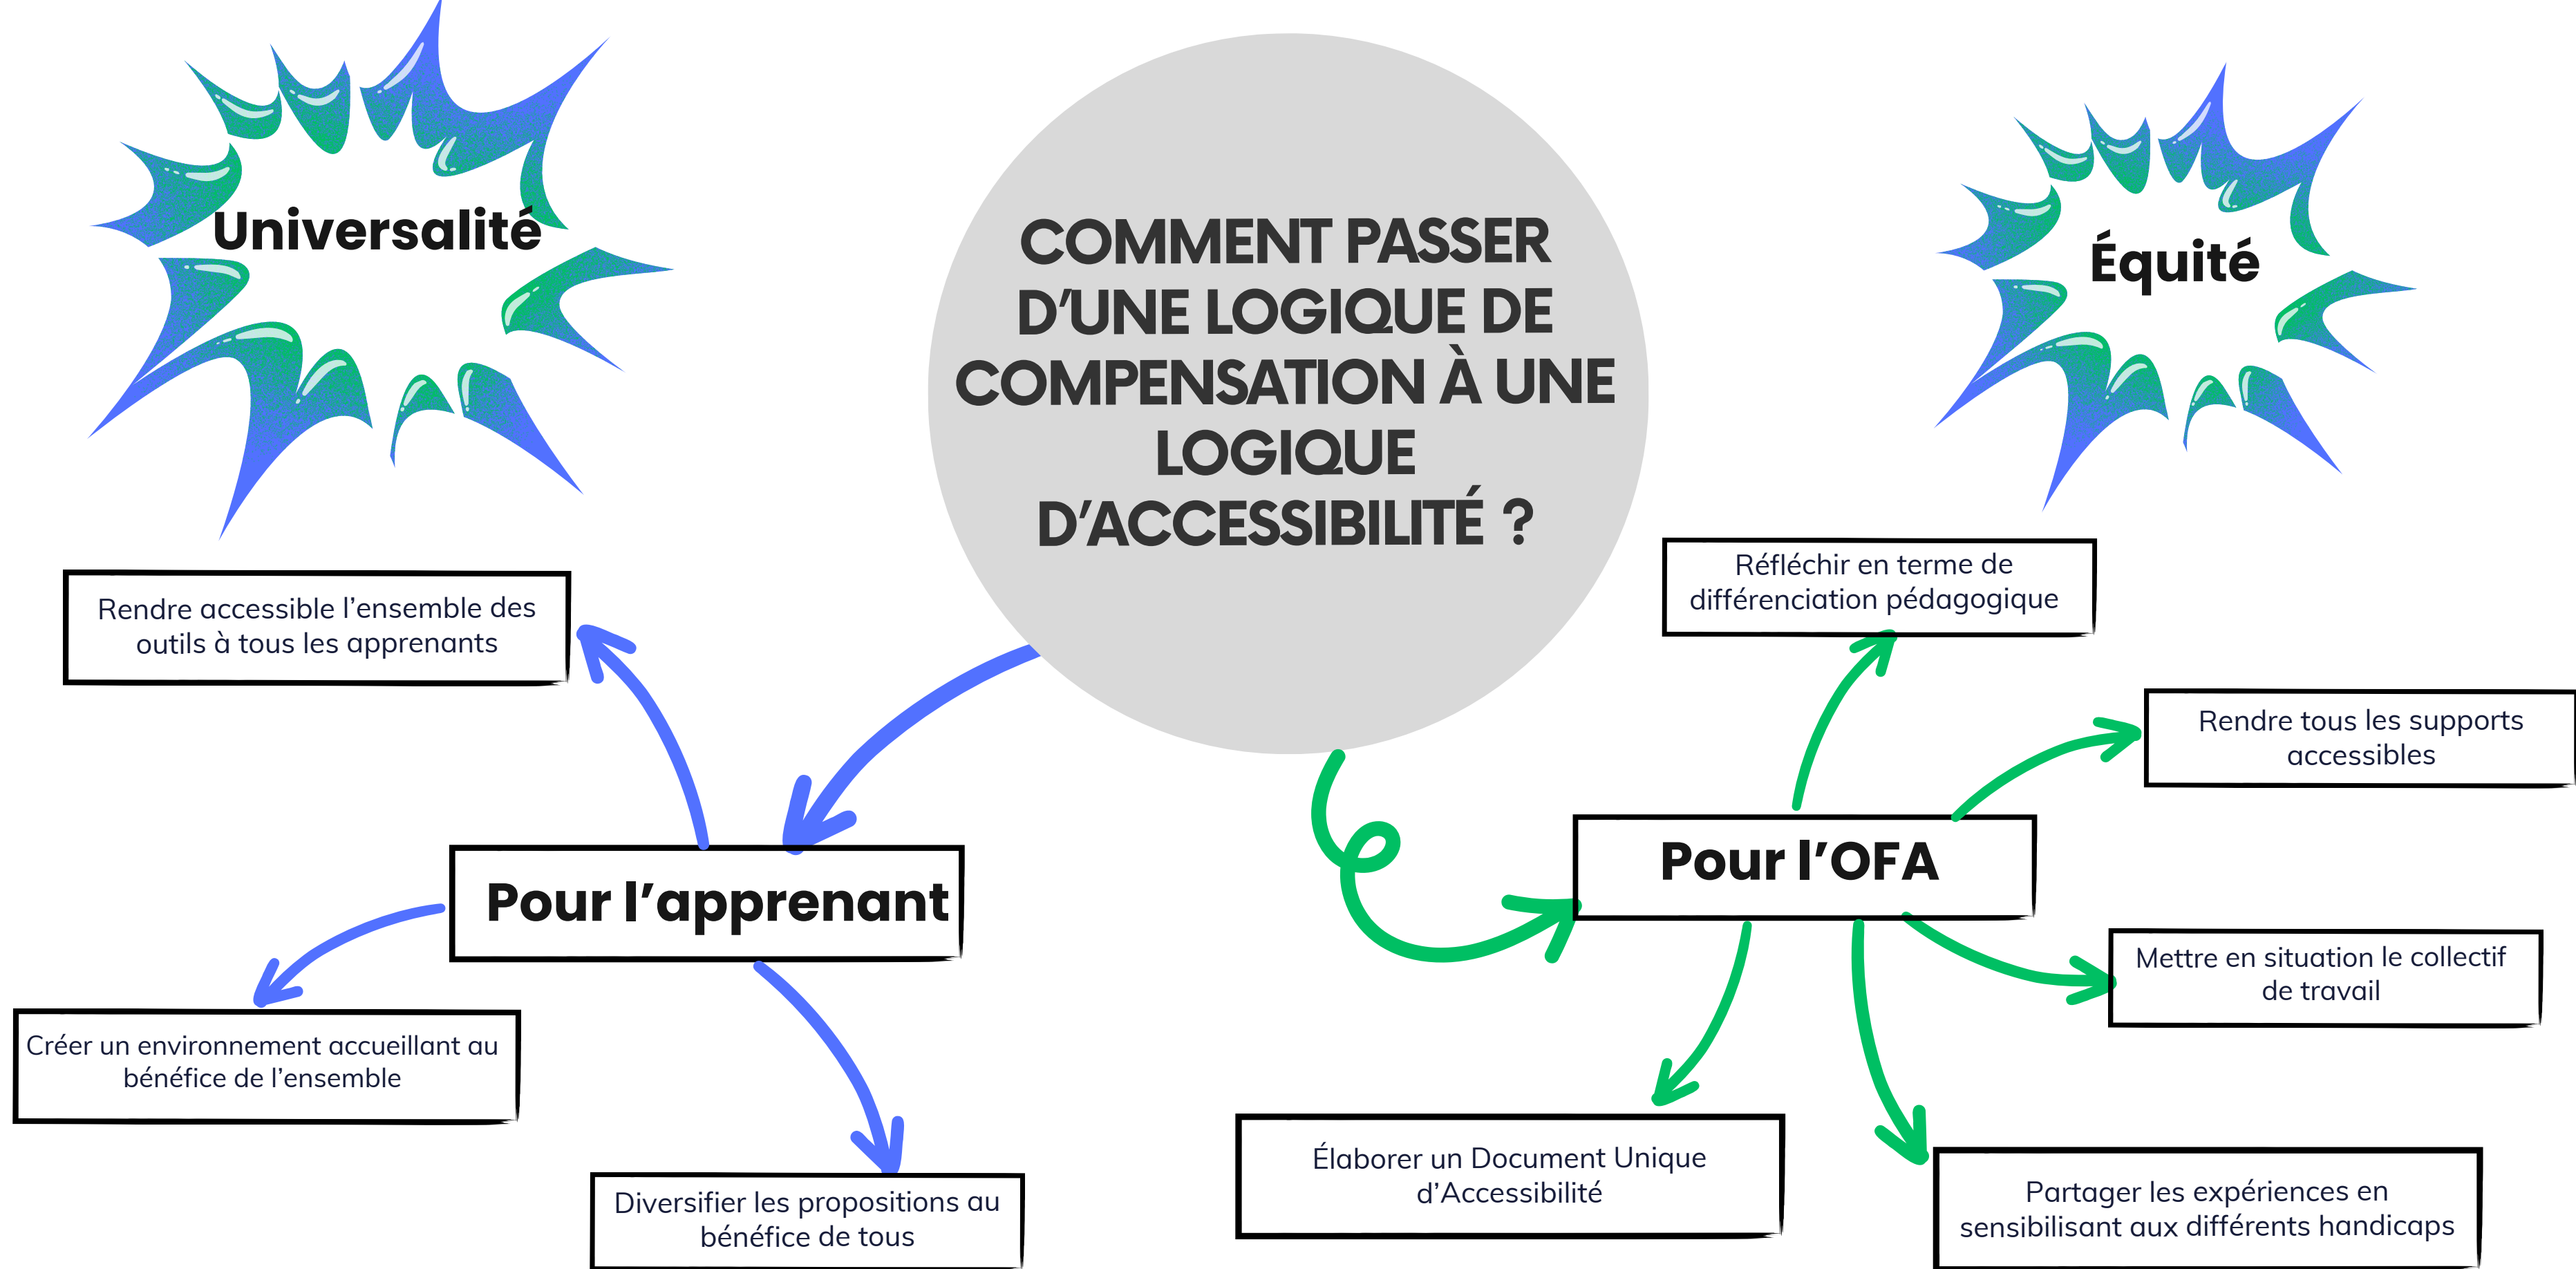 Universalité
COMMENT PASSER
D’UNE LOGIQUE DE
COMPENSATION À UNE
LOGIQUE
D’ACCESSIBILITÉ ?
Équité
Rendre accessible l’ensemble des
outils à tous les apprenants
Pour l’apprenant
Créer un environnement accueillant au
bénéfice de l’ensemble
Diversifier les propositions au
bénéfice de tous
Réfléchir en terme de
différenciation pédagogique
Rendre tous les supports
accessibles
Pour l’OFA
Mettre en situation le collectif
de travail
Élaborer un Document Unique
d’Accessibilité
Partager les expériences en
sensibilisant aux différents handicaps